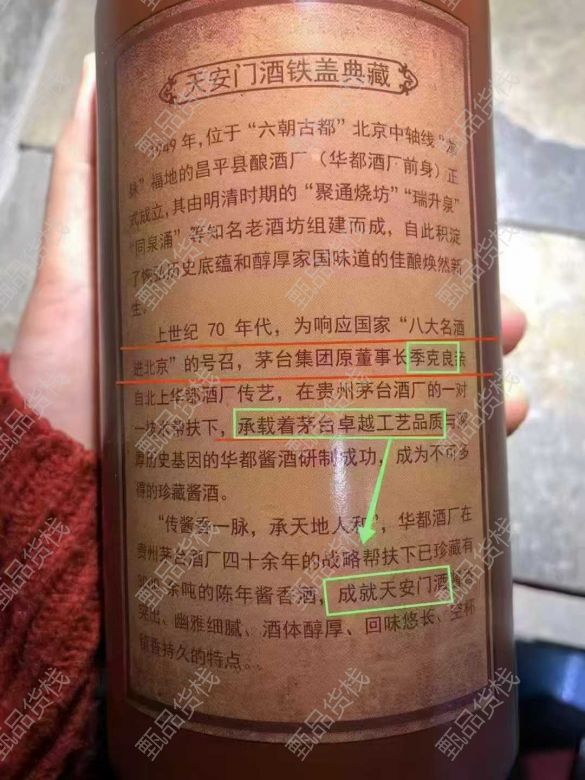 天安门酒铁盖典藏
1949年,位于“六朝古都”北京中轴线“龙
脉”福地的昌平县酿酒厂(华都酒厂前身)正
式成立,其由明清时期的“聚通烧坊”“瑞升泉”
“同泉涌”等知名老酒坊组建而成,自此积淀
了恢弘历史底蕴和醇厚家国味道的佳酿焕然新
生。
上世纪70年代,为响应国家“八大名酒
进北京”的号召,茅台集团原董事长季克良亲
自北上华都酒厂传艺,在贵州茅台酒厂的一对
一技术帮扶下,承载着茅台卓越工艺品质与
历史基因的华都酱酒研制成功,成为不可多
得的珍藏酱酒。
“传酱香一脉,承天地人和”,华都酒厂在
贵州茅台酒厂四十余年的战略帮扶下已珍藏有
余吨的陈年酱香酒,成就天安门酒
突出、幽雅细腻、酒体醇厚、回味悠长、空杯
留香持久的特点。
甄品货栈